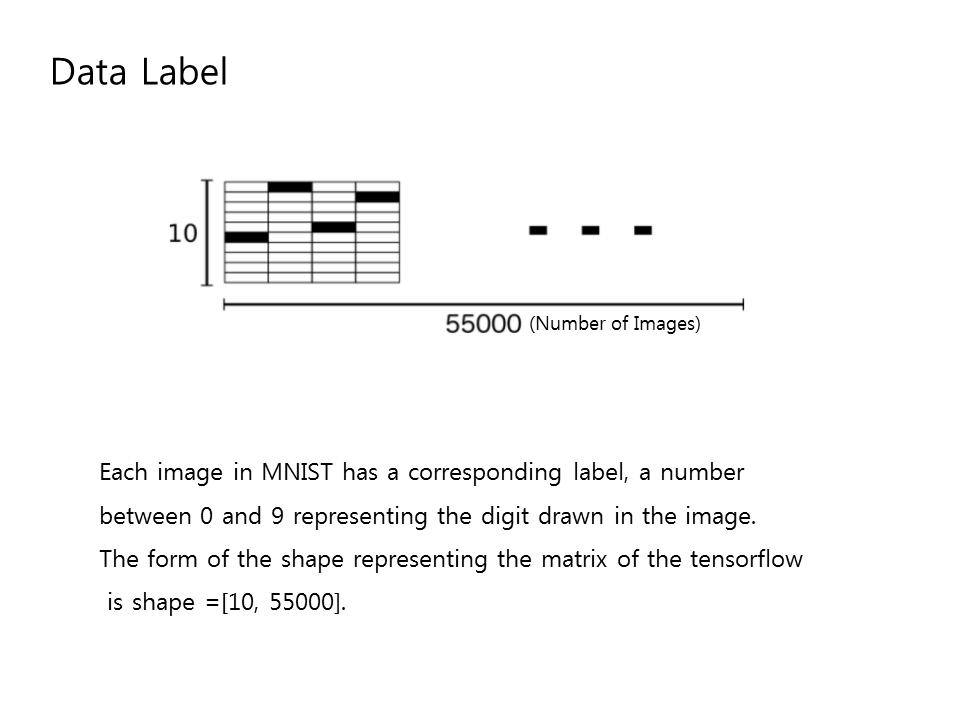 Data Label
10
55000 (Number of Images)
Each image in MNIST has a corresponding label, a number
between 0 and 9 representing the digit drawn in the image.
The form of the shape representing the matrix of the tensorflow
is shape =[10, 55000].